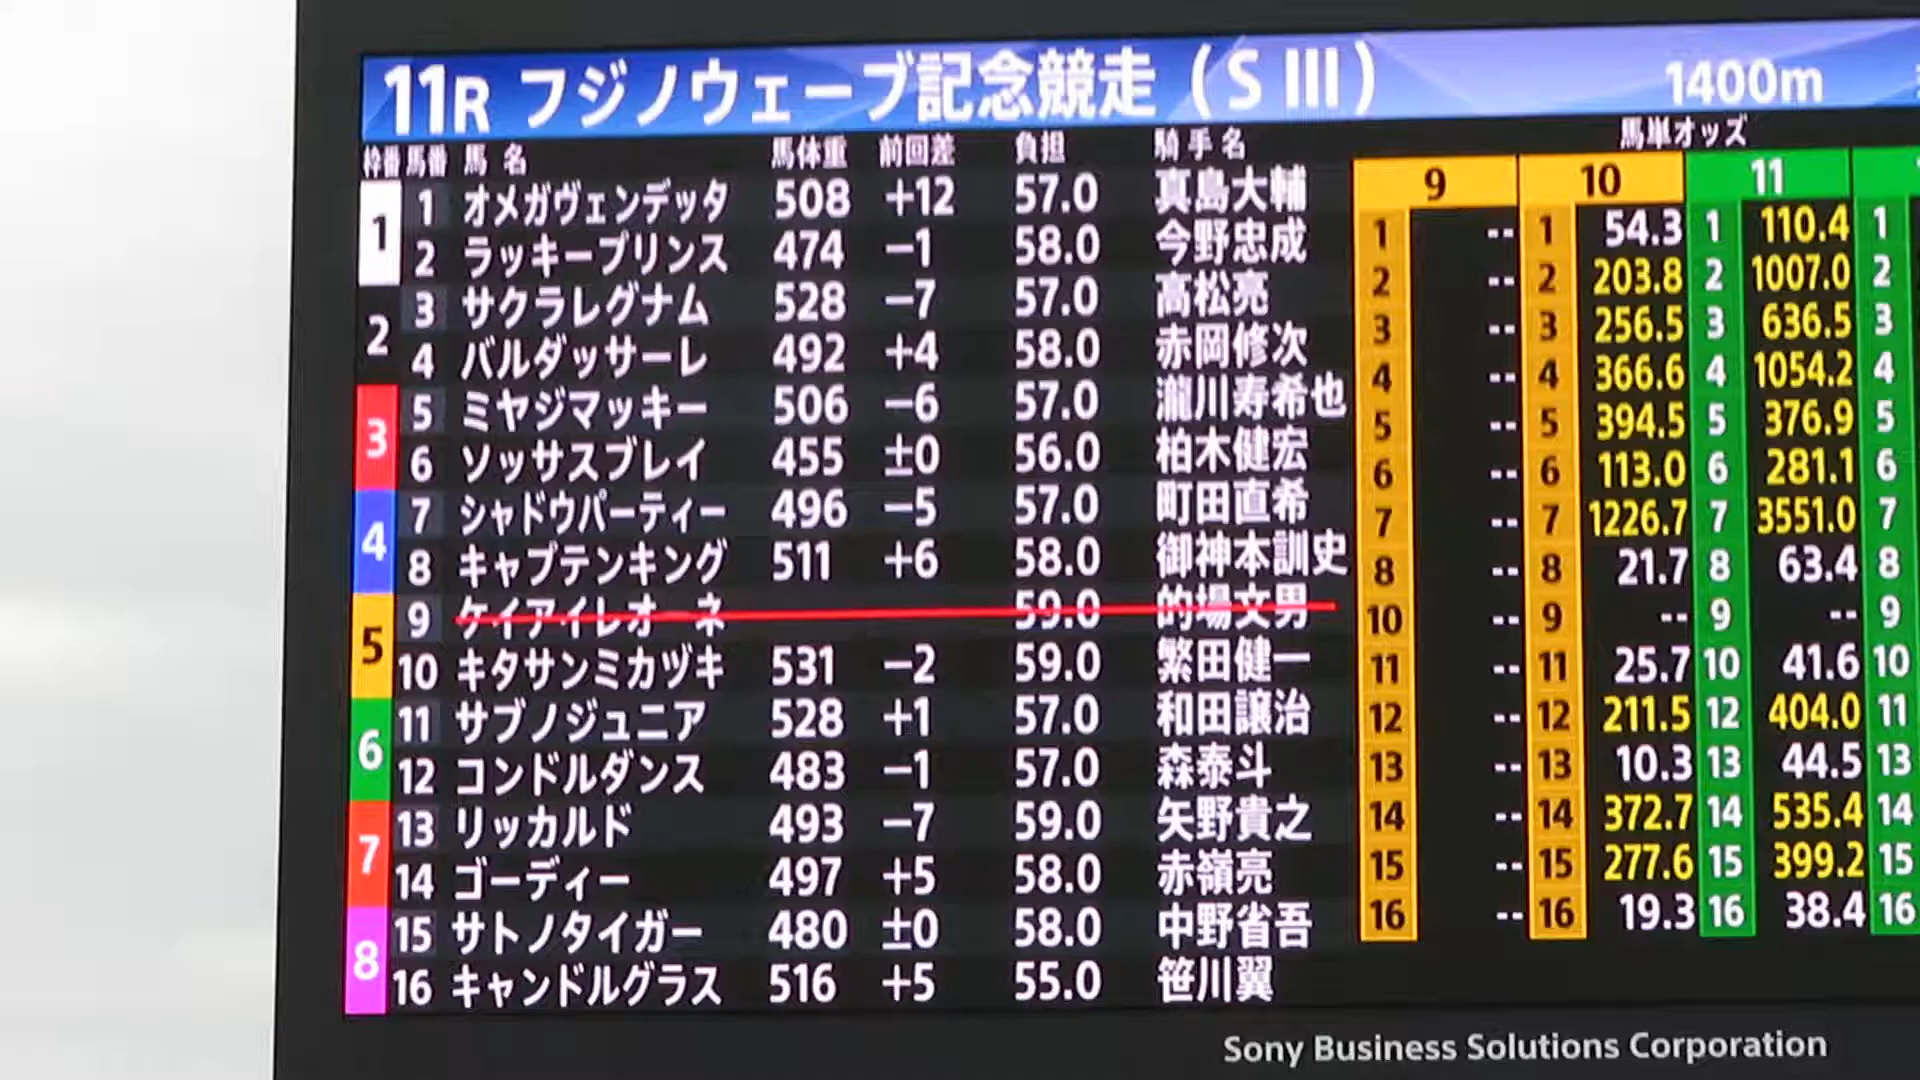 11R フジノウェーブ記念競走（SⅢ） 1400m
枠番 馬番 馬名 馬体重 前回差 負担 騎手名 馬単オッズ
1 1 オメガヴェンデッタ 508 +12 57.0 真島大輔
2 ラッキープリンス 474 −1 58.0 今野忠成
2 3 サクラレグナム 528 −7 57.0 高松亮
4 バルダッサーレ 492 +4 58.0 赤岡修次
3 5 ミヤジマッキー 506 −6 57.0 瀧川寿希也
6 ソッサスブレイ 455 ±0 56.0 柏木健宏
4 7 シャドウパーティー 496 −5 57.0 町田直希
8 キャプテンキング 511 +6 58.0 御神本訓史
5 9 ケイアイレオーネ 59.0 的場文男
10 キタサンミカヅキ 531 −2 59.0 繁田健一
6 11 サブノジュニア 528 +1 57.0 和田譲治
12 コンドルダンス 483 −1 57.0 森泰斗
7 13 リッカルド 493 −7 59.0 矢野貴之
14 ゴーディー 497 +5 58.0 赤嶺亮
8 15 サトノタイガー 480 ±0 58.0 中野省吾
16 キャンドルグラス 516 +5 55.0 笹川翼
9 10 11
1 -- 1 54.3 1 110.4 1
2 -- 2 203.8 2 1007.0 2
3 -- 3 256.5 3 636.5 3
4 -- 4 366.6 4 1054.2 4
5 -- 5 394.5 5 376.9 5
6 -- 6 113.0 6 281.1 6
7 -- 7 1226.7 7 3551.0 7
8 -- 8 21.7 8 63.4 8
10 -- 9 -- 9 -- 9
11 -- 11 25.7 10 41.6 10
12 -- 12 211.5 12 404.0 11
13 -- 13 10.3 13 44.5 13
14 -- 14 372.7 14 535.4 14
15 -- 15 277.6 15 399.2 15
16 -- 16 19.3 16 38.4 16
Sony Business Solutions Corporation